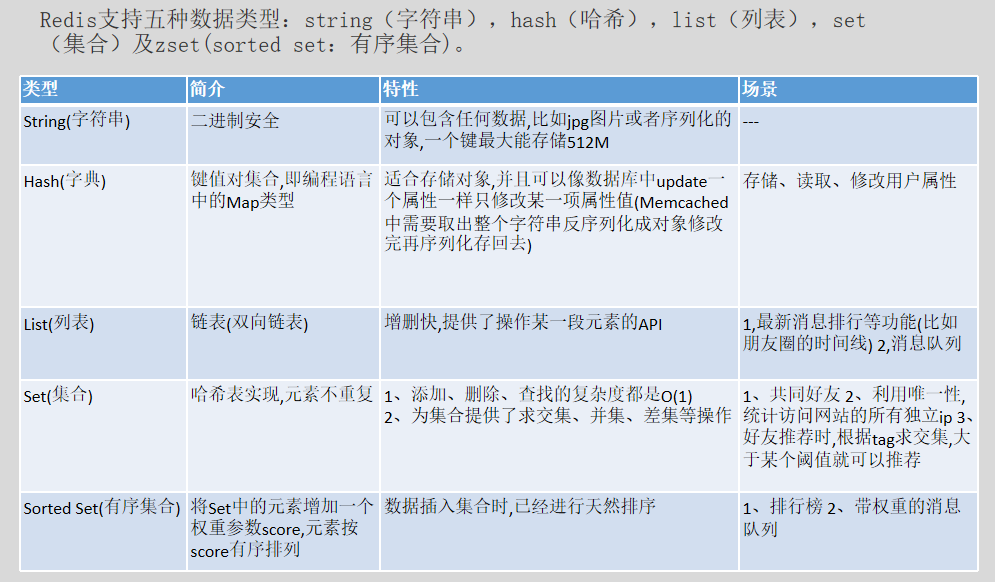 Redis支持五种数据类型：string（字符串），hash（哈希），list（列表），set
（集合）及zset(sorted set：有序集合)。
类型 简介 特性 场景
String(字符串) 二进制安全 可以包含任何数据,比如jpg图片或者序列化的 ---
对象,一个键最大能存储512M
Hash(字典) 键值对集合,即编程语言 适合存储对象,并且可以像数据库中update一 存储、读取、修改用户属性
中的Map类型 个属性一样只修改某一项属性值(Memcached
中需要取出整个字符串反序列化成对象修改
完再序列化存回去)
List(列表) 链表(双向链表) 增删快,提供了操作某一段元素的API 1,最新消息排行等功能(比如
朋友圈的时间线) 2,消息队列
Set(集合) 哈希表实现,元素不重复 1、添加、删除、查找的复杂度都是O(1) 1、共同好友 2、利用唯一性,
2、为集合提供了求交集、并集、差集等操作 统计访问网站的所有独立ip 3、
好友推荐时,根据tag求交集,大
于某个阈值就可以推荐
Sorted Set(有序集合) 将Set中的元素增加一个 数据插入集合时,已经进行天然排序 1、排行榜 2、带权重的消息
权重参数score,元素按 队列
score有序排列